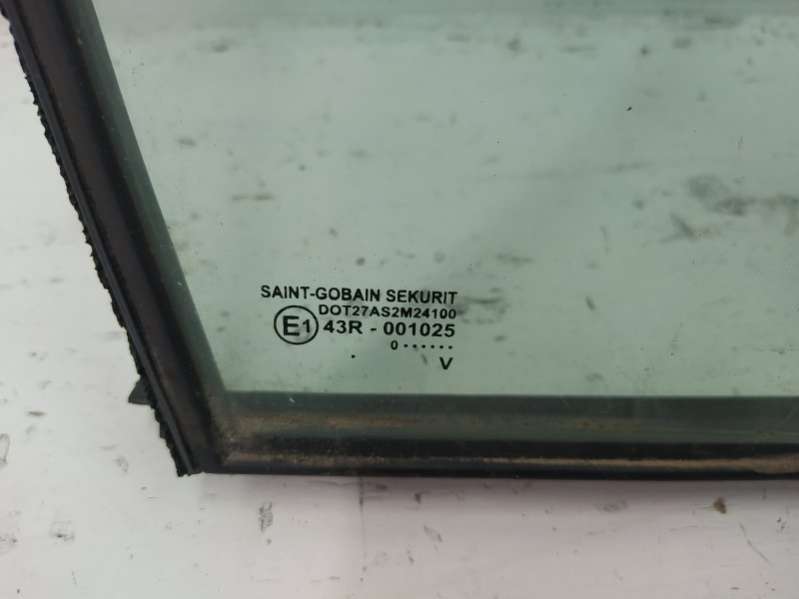 SAINT-GOBAIN SEKURIT
DOT27AS2M24100
E1 43R - 001025
0••••••
• V